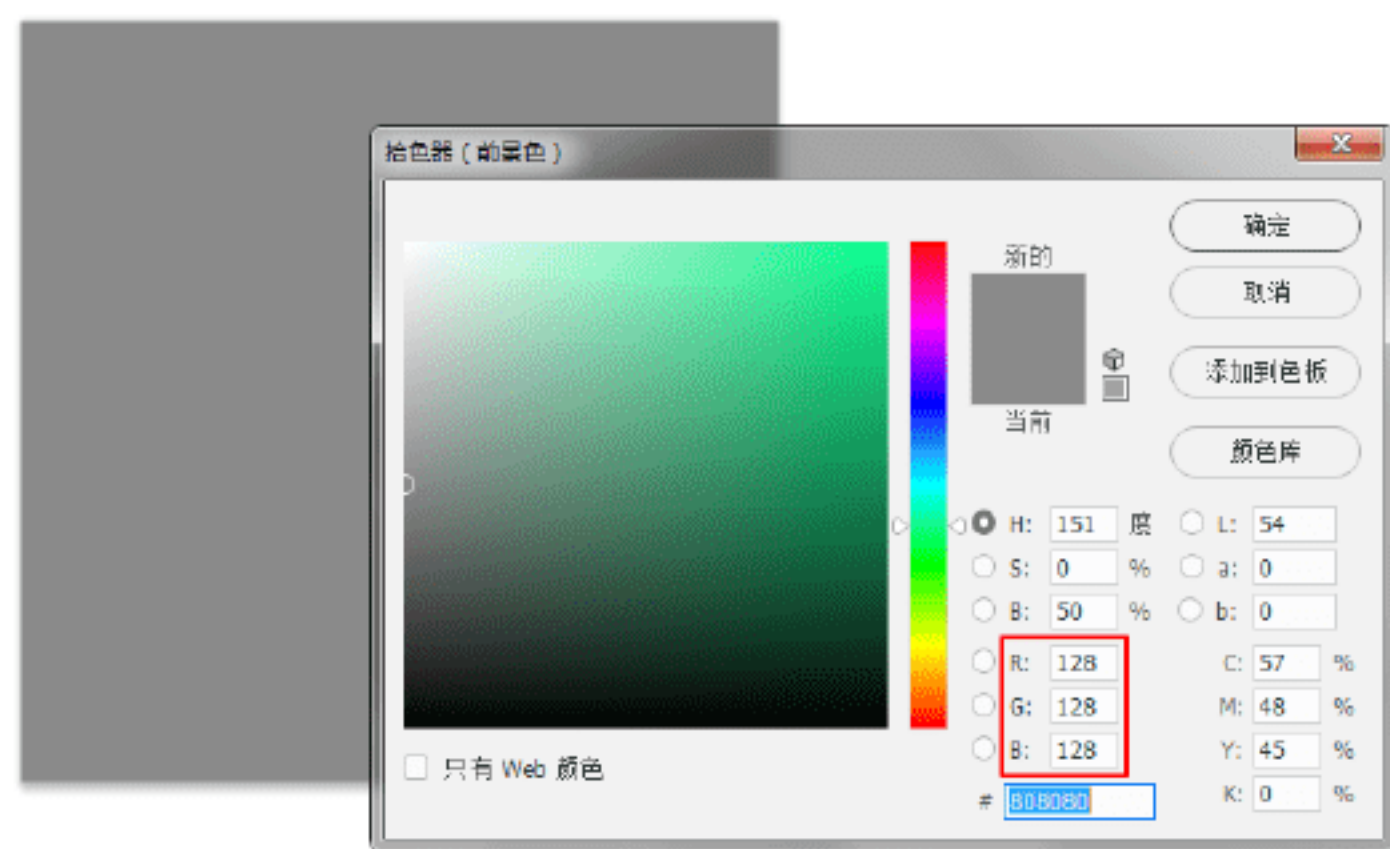 拾色器（前景色）
确定
新的
取消
添加到色板
当前
颜色库
H: 151 度 L: 54
S: 0 % a: 0
B: 50 % b: 0
R: 128 C: 57 %
G: 128 M: 48 %
B: 128 Y: 45 %
只有 Web 颜色
# 808080 K: 0 %